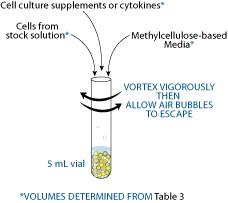 Cell culture supplements or cytokines*
Cells from
stock solution*
Methylcellulose-based
Media*
VORTEX VIGOROUSLY
THEN
ALLOW AIR BUBBLES
TO ESCAPE
5 mL vial
*VOLUMES DETERMINED FROM Table 3